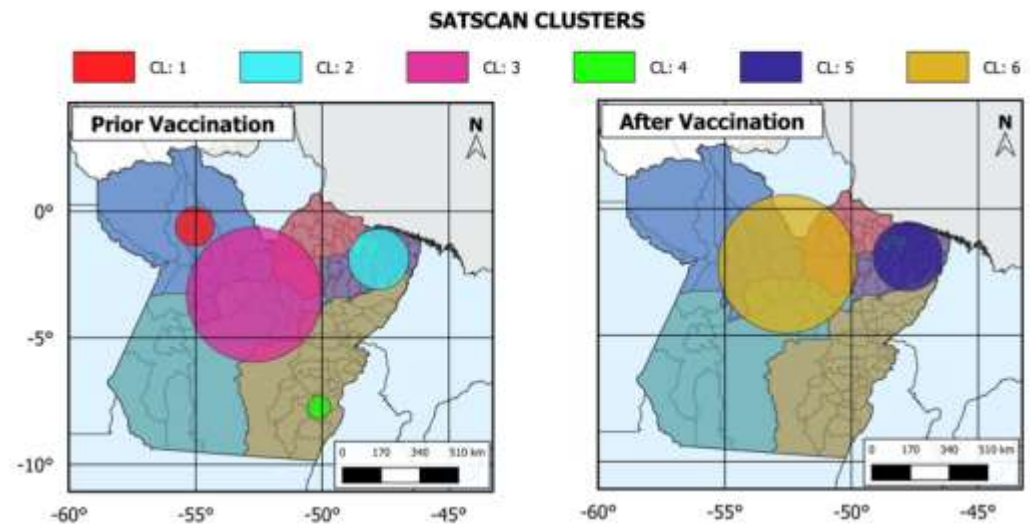 SATSCAN CLUSTERS
CL: 1 CL: 2 CL: 3 CL: 4 CL: 5 CL: 6
Prior Vaccination
N
After Vaccination
N
0°
-5°
-10°
0 170 340 510 km
0 170 340 510 km
-60° -55° -50° -45°
-60° -55° -50° -45°